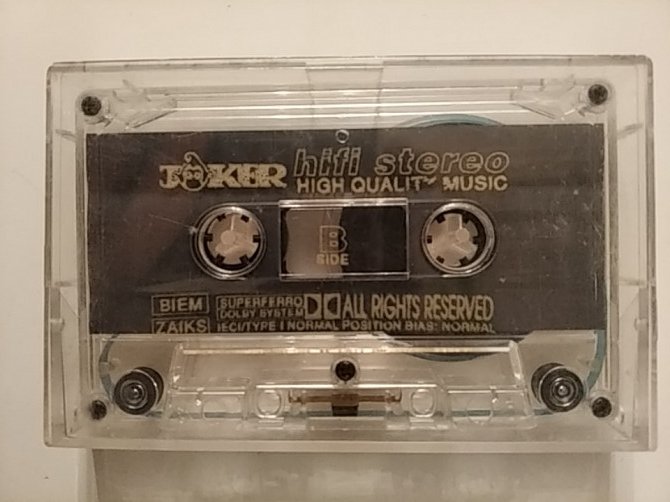 JOKER hifi stereo
HIGH QUALITY MUSIC
B
SIDE
BIEM
ZAIKS
SUPERFERRO
DOLBY SYSTEM
ALL RIGHTS RESERVED
IECI/TYPE I NORMAL POSITION BIAS: NORMAL